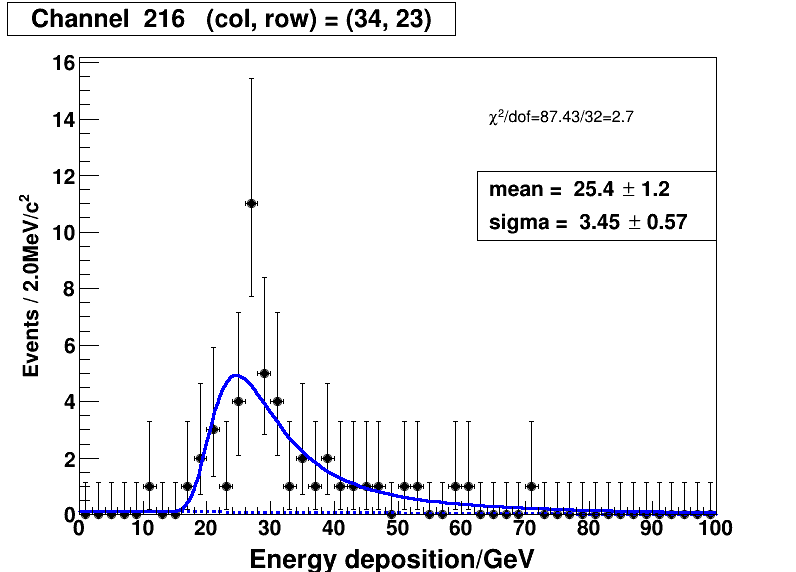 Channel  216   (col, row) = (34, 23)
16
14
12
10
8
6
4
2
0
Events / 2.0MeV/c²
χ²/dof=87.43/32=2.7
mean =  25.4 ± 1.2
sigma =  3.45 ± 0.57
0 10 20 30 40 50 60 70 80 90 100
Energy deposition/GeV